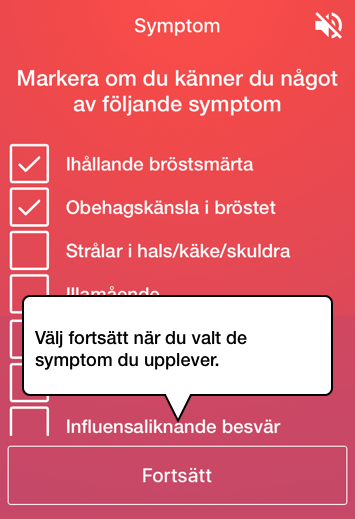 Symptom
Markera om du känner du något
av följande symptom
Ihållande bröstsmärta
Obehagskänsla i bröstet
Strålar i hals/käke/skuldra
Illamående
Välj fortsätt när du valt de
symptom du upplever.
Influensaliknande besvär
Fortsätt